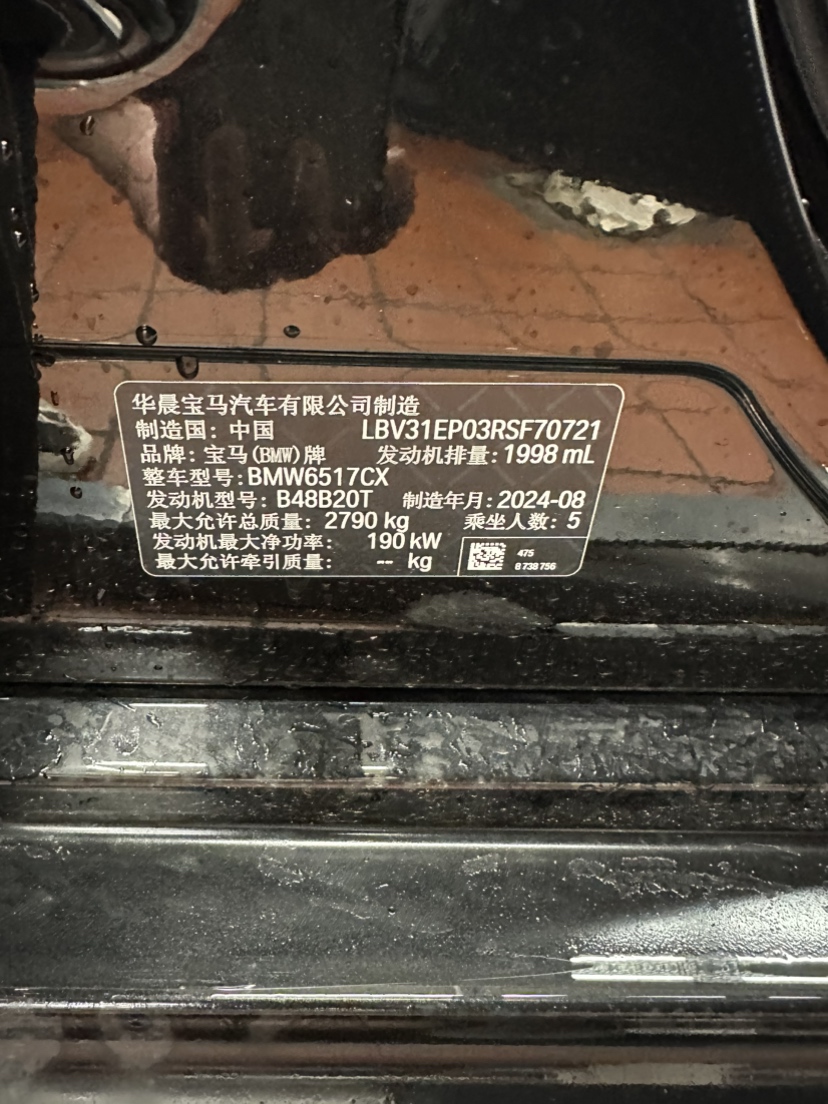 华晨宝马汽车有限公司制造
制造国: 中国 LBV31EP03RSF70721
品牌: 宝马(BMW)牌 发动机排量: 1998 mL
整车型号: BMW6517CX
发动机型号: B48B20T 制造年月: 2024-08
最大允许总质量: 2790 kg 乘坐人数: 5
发动机最大净功率: 190 kW
最大允许牵引质量: -- kg
475
8 738 756